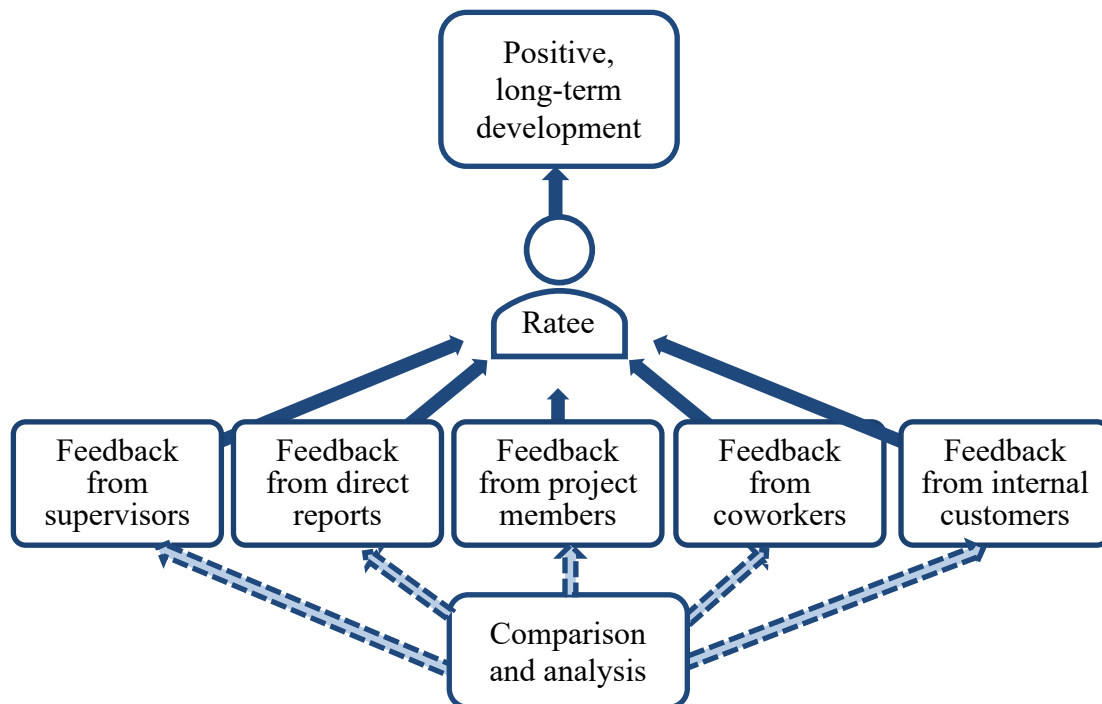 Positive,
long-term
development
Ratee
Feedback
from
supervisors
Feedback
from direct
reports
Feedback
from project
members
Feedback
from
coworkers
Feedback
from internal
customers
Comparison
and analysis